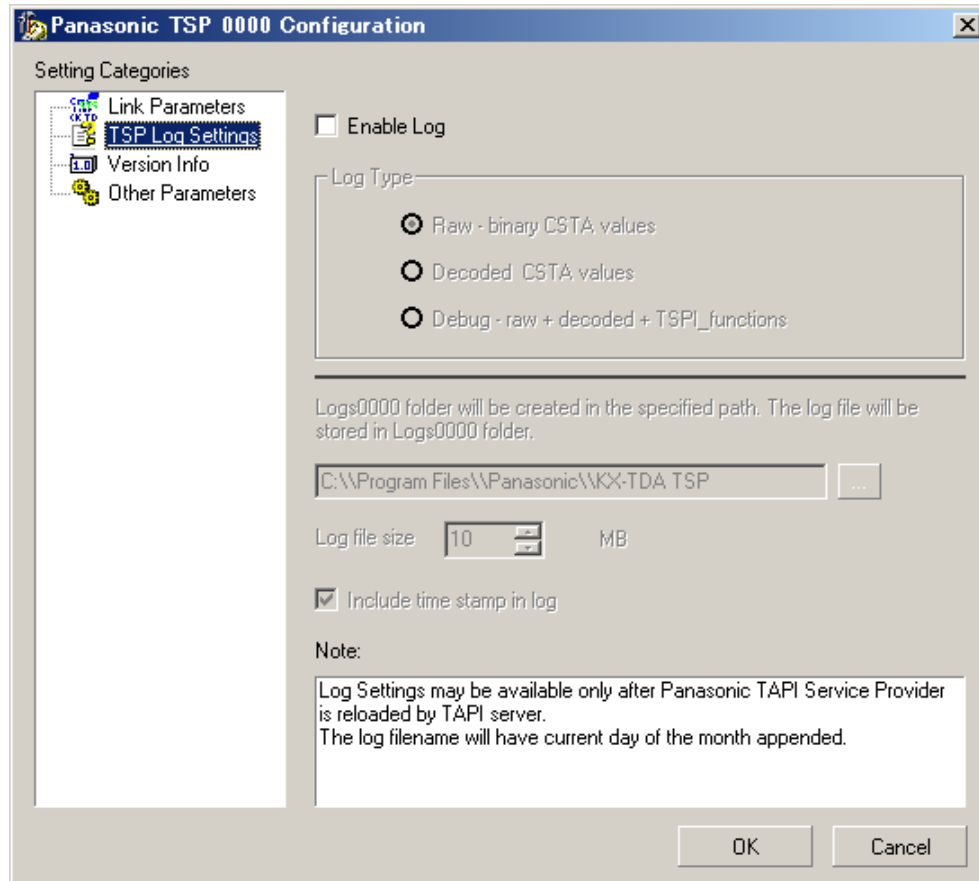 Panasonic TSP 0000 Configuration
Setting Categories
Link Parameters
TSP Log Settings
Version Info
Other Parameters
Enable Log
Log Type
Raw - binary CSTA values
Decoded CSTA values
Debug - raw + decoded + TSPI_functions
Logs0000 folder will be created in the specified path. The log file will be
stored in Logs0000 folder.
C:\\Program Files\\Panasonic\\KX-TDA TSP
...
Log file size 10 MB
Include time stamp in log
Note:
Log Settings may be available only after Panasonic TAPI Service Provider
is reloaded by TAPI server.
The log filename will have current day of the month appended.
OK Cancel